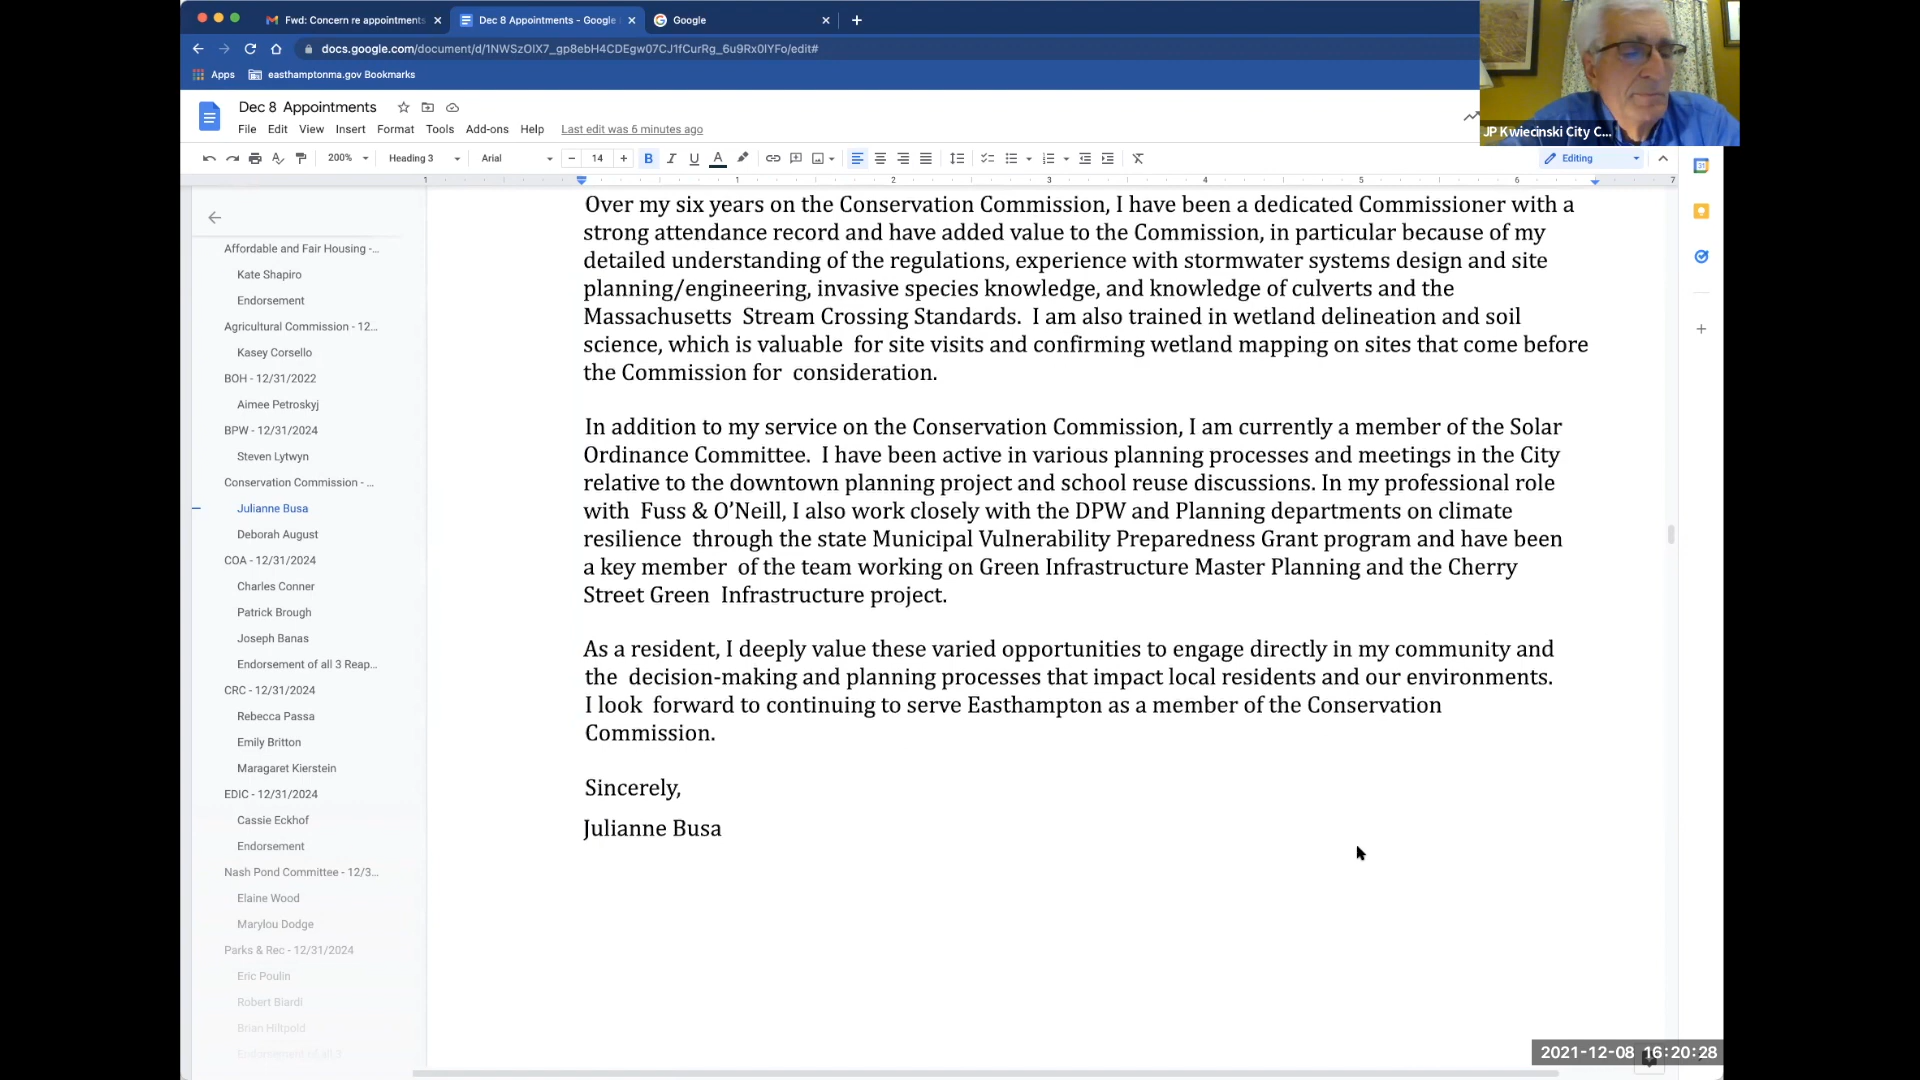 Fwd: Concern re appointments
Dec 8 Appointments - Google
Google
docs.google.com/document/d/1NWSzOIX7_gp8ebH4CDEgw07CJ1fCurRg_6u9Rx0IYFo/edit#
Apps
easthamptonma.gov Bookmarks
JP Kwiecinski City C...
Dec 8 Appointments
File Edit View Insert Format Tools Add-ons Help Last edit was 6 minutes ago
200% Heading 3 Arial 14 B I U A Editing
1 1 2 3 4 5 6 7
Affordable and Fair Housing -...
Kate Shapiro
Endorsement
Agricultural Commission - 12...
Kasey Corsello
BOH - 12/31/2022
Aimee Petroskyj
BPW - 12/31/2024
Steven Lytwyn
Conservation Commission - ...
Julianne Busa
Deborah August
COA - 12/31/2024
Charles Conner
Patrick Brough
Joseph Banas
Endorsement of all 3 Reap...
CRC - 12/31/2024
Rebecca Passa
Emily Britton
Maragaret Kierstein
EDIC - 12/31/2024
Cassie Eckhof
Endorsement
Nash Pond Committee - 12/3...
Elaine Wood
Marylou Dodge
Parks & Rec - 12/31/2024
Eric Poulin
Robert Biardi
Brian Hiltpold
Endorsement of all 3
Over my six years on the Conservation Commission, I have been a dedicated Commissioner with a
strong attendance record and have added value to the Commission, in particular because of my
detailed understanding of the regulations, experience with stormwater systems design and site
planning/engineering, invasive species knowledge, and knowledge of culverts and the
Massachusetts Stream Crossing Standards. I am also trained in wetland delineation and soil
science, which is valuable for site visits and confirming wetland mapping on sites that come before
the Commission for consideration.
In addition to my service on the Conservation Commission, I am currently a member of the Solar
Ordinance Committee. I have been active in various planning processes and meetings in the City
relative to the downtown planning project and school reuse discussions. In my professional role
with Fuss & O’Neill, I also work closely with the DPW and Planning departments on climate
resilience through the state Municipal Vulnerability Preparedness Grant program and have been
a key member of the team working on Green Infrastructure Master Planning and the Cherry
Street Green Infrastructure project.
As a resident, I deeply value these varied opportunities to engage directly in my community and
the decision-making and planning processes that impact local residents and our environments.
I look forward to continuing to serve Easthampton as a member of the Conservation
Commission.
Sincerely,
Julianne Busa
2021-12-08 16:20:28